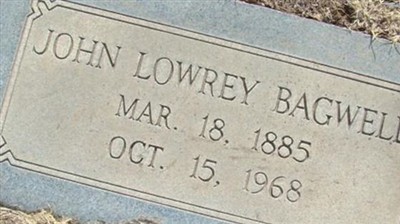 JOHN LOWREY BAGWELL
MAR. 18, 1885
OCT. 15, 1968